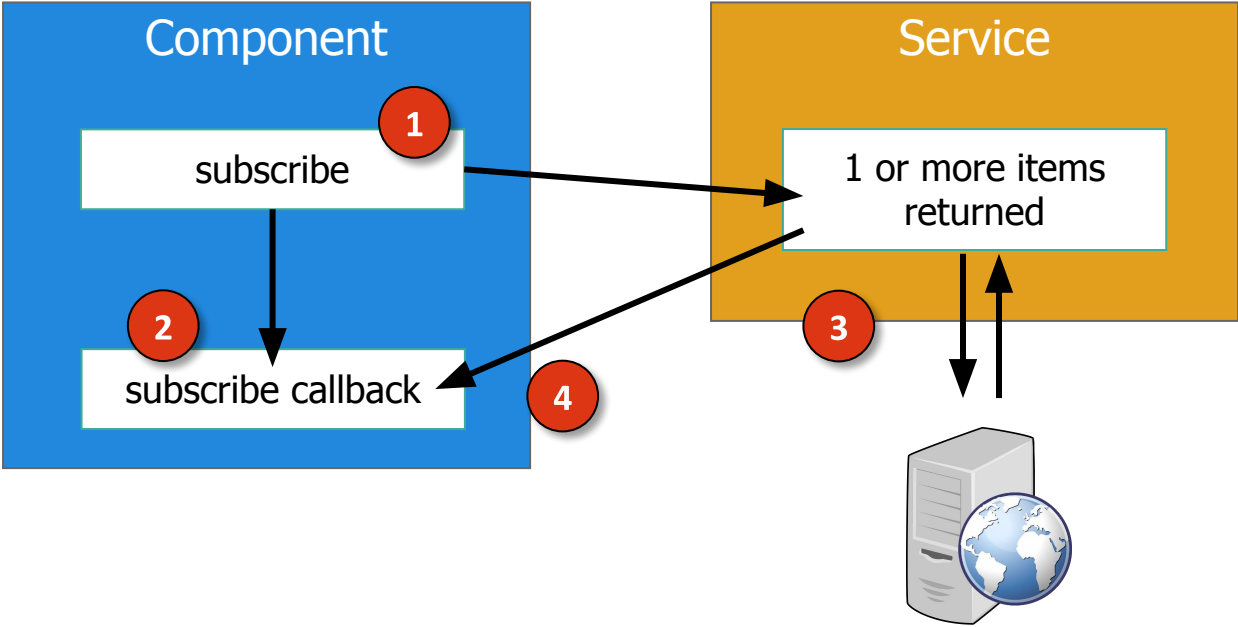 Component
Service
1
subscribe
1 or more items
returned
2
subscribe callback
3
4